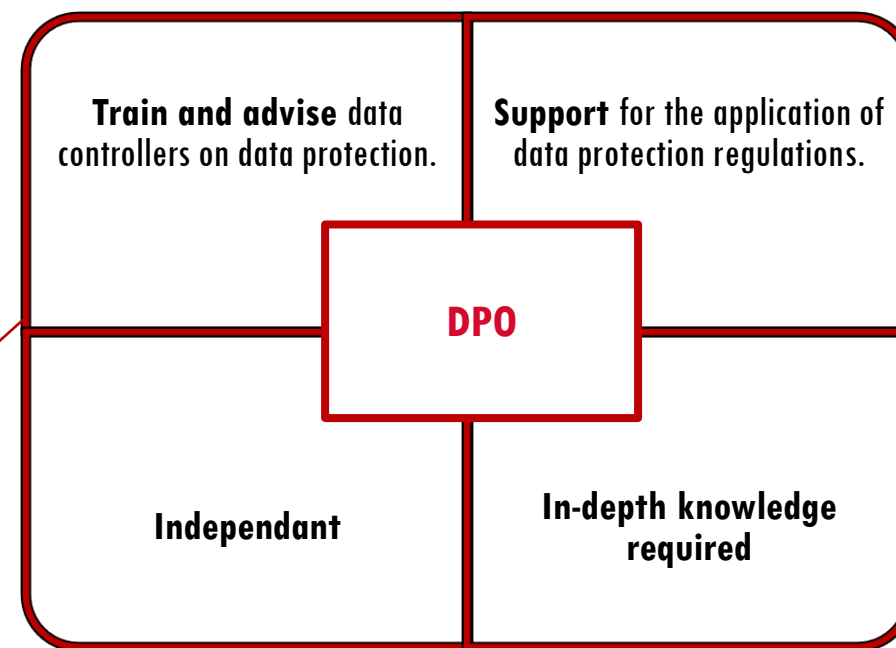 Train and advise data
controllers on data protection.
Support for the application of
data protection regulations.
DPO
Independant
In-depth knowledge
required